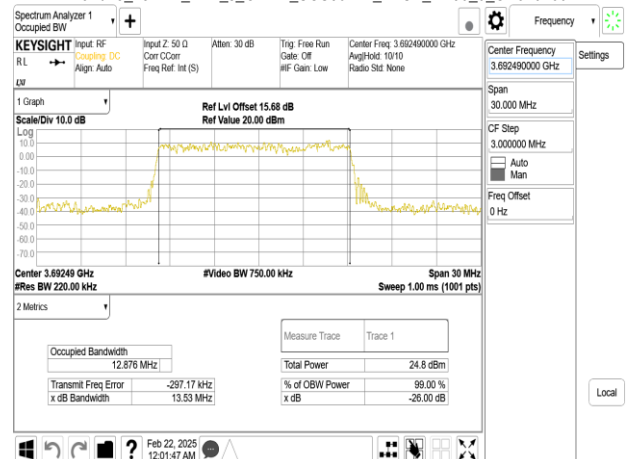 Spectrum Analyzer 1
Occupied BW
Frequency
KEYSIGHT
RL
LXI
Input: RF
Coupling: DC
Align: Auto
Input Z: 50 Ω
Corr CCorr
Freq Ref: Int (S)
Atten: 30 dB
Trig: Free Run
Gate: Off
#IF Gain: Low
Center Freq: 3.692490000 GHz
Avg|Hold: 10/10
Radio Std: None
Center Frequency
3.692490000 GHz
Settings
Span
30.000 MHz
CF Step
3.000000 MHz
Auto
Man
Freq Offset
0 Hz
Local
1 Graph
Scale/Div 10.0 dB
Ref Lvl Offset 15.68 dB
Ref Value 20.00 dBm
Log
10.0
0.00
-10.0
-20.0
-30.0
-40.0
-50.0
-60.0
-70.0
Center 3.69249 GHz
#Video BW 750.00 kHz
Span 30 MHz
#Res BW 220.00 kHz
Sweep 1.00 ms (1001 pts)
2 Metrics
Measure Trace Trace 1
Occupied Bandwidth
12.876 MHz
Total Power 24.8 dBm
Transmit Freq Error -297.17 kHz
% of OBW Power 99.00 %
x dB Bandwidth 13.53 MHz
x dB -26.00 dB
?
Feb 22, 2025
12:01:47 AM